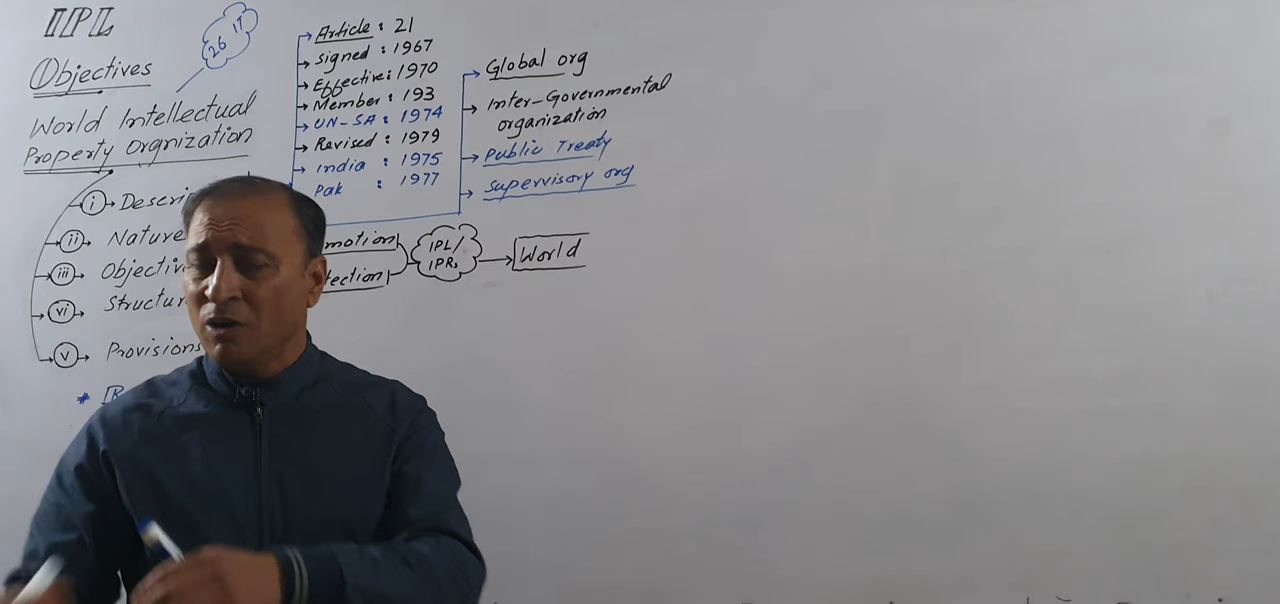 IPL
① Objectives
26 17
World Intellectual
Property Orgnization
i → Descri
ii → Nature
iii → Objectiv
vi → Structur
v → Provisions
Article : 21
Signed : 1967
Effective : 1970
Member : 193
UN-SA : 1974
Revised : 1979
India : 1975
Pak : 1977
Global org
Inter-Governmental
organization
Public Treaty
Supervisory org
motion
tection
IPL/
IPRs
World